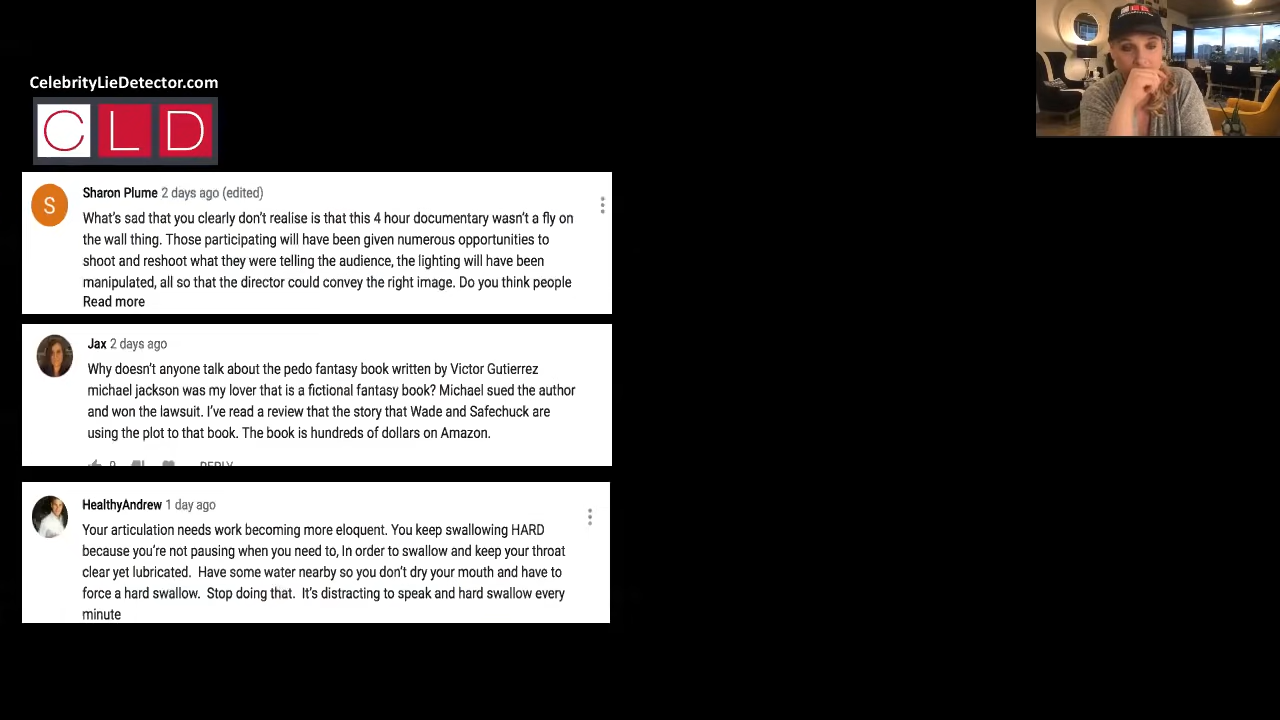 CelebrityLieDetector.com
C L D
S
Sharon Plume 2 days ago (edited)
What's sad that you clearly don't realise is that this 4 hour documentary wasn't a fly on
the wall thing. Those participating will have been given numerous opportunities to
shoot and reshoot what they were telling the audience, the lighting will have been
manipulated, all so that the director could convey the right image. Do you think people
Read more
Jax 2 days ago
Why doesn't anyone talk about the pedo fantasy book written by Victor Gutierrez
michael jackson was my lover that is a fictional fantasy book? Michael sued the author
and won the lawsuit. I've read a review that the story that Wade and Safechuck are
using the plot to that book. The book is hundreds of dollars on Amazon.
REPLY
HealthyAndrew 1 day ago
Your articulation needs work becoming more eloquent. You keep swallowing HARD
because you're not pausing when you need to, In order to swallow and keep your throat
clear yet lubricated. Have some water nearby so you don't dry your mouth and have to
force a hard swallow. Stop doing that. It's distracting to speak and hard swallow every
minute